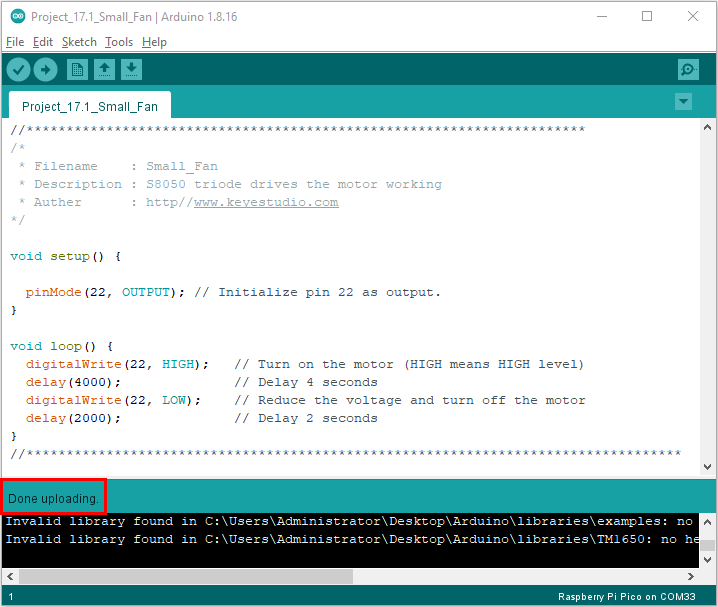 Project_17.1_Small_Fan | Arduino 1.8.16
File Edit Sketch Tools Help
Project_17.1_Small_Fan
//**********************************************************************
/*
 * Filename    : Small_Fan
 * Description : S8050 triode drives the motor working
 * Auther      : http//www.keyestudio.com
*/
void setup() {
  pinMode(22, OUTPUT); // Initialize pin 22 as output.
}
void loop() {
  digitalWrite(22, HIGH);   // Turn on the motor (HIGH means HIGH level)
  delay(4000);              // Delay 4 seconds
  digitalWrite(22, LOW);    // Reduce the voltage and turn off the motor
  delay(2000);              // Delay 2 seconds
}
//**********************************************************************************
Done uploading.
Invalid library found in C:\Users\Administrator\Desktop\Arduino\libraries\examples: no
Invalid library found in C:\Users\Administrator\Desktop\Arduino\libraries\TM1650: no he
1
Raspberry Pi Pico on COM33